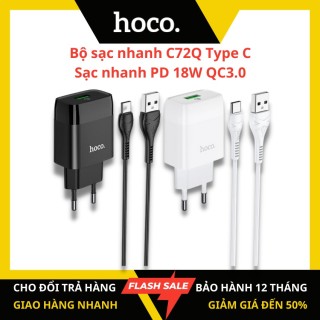 hoco.
Bộ sạc nhanh C72Q Type C
Sạc nhanh PD 18W QC3.0
hoco.
hoco.
CHO ĐỔI TRẢ HÀNG
FLASH SALE
BẢO HÀNH 12 THÁNG
GIAO HÀNG NHANH
GIẢM GIÁ ĐẾN 50%